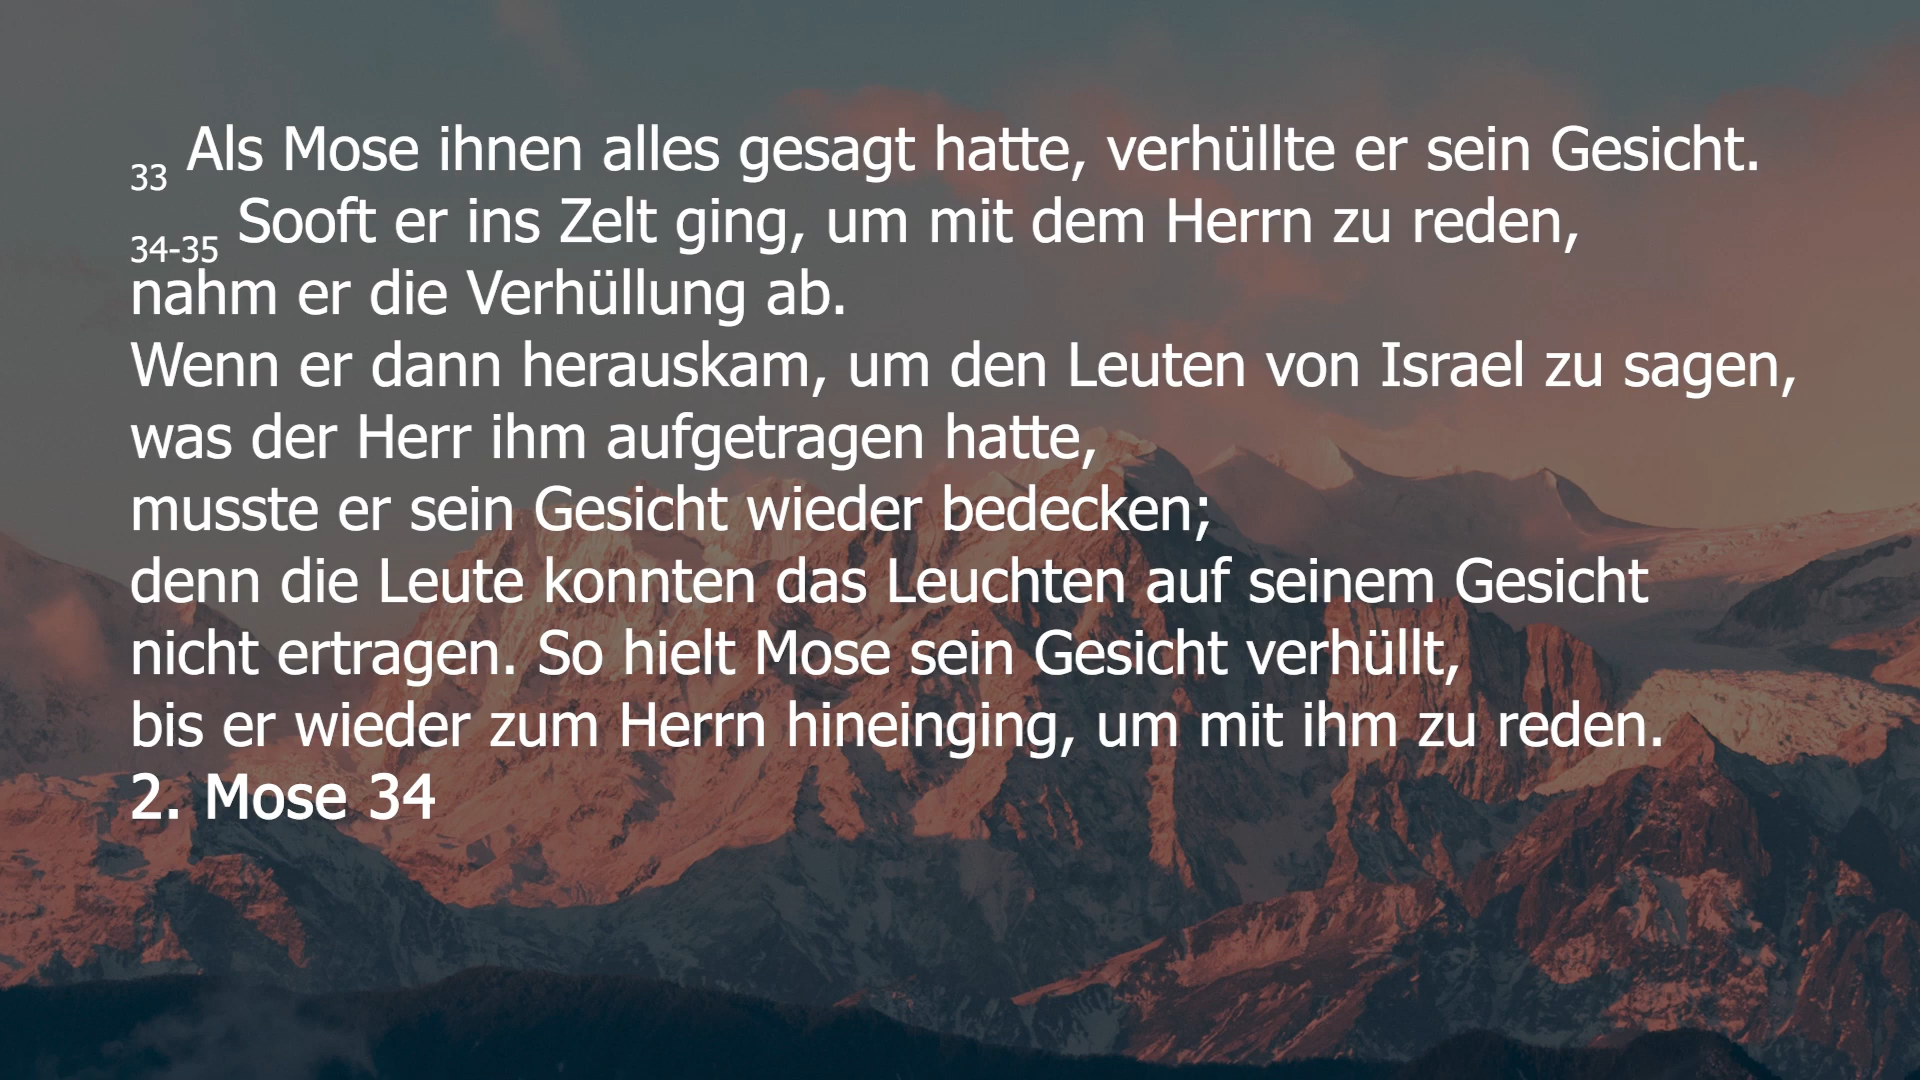 33 Als Mose ihnen alles gesagt hatte, verhüllte er sein Gesicht.
34-35 Sooft er ins Zelt ging, um mit dem Herrn zu reden,
nahm er die Verhüllung ab.
Wenn er dann herauskam, um den Leuten von Israel zu sagen,
was der Herr ihm aufgetragen hatte,
musste er sein Gesicht wieder bedecken;
denn die Leute konnten das Leuchten auf seinem Gesicht
nicht ertragen. So hielt Mose sein Gesicht verhüllt,
bis er wieder zum Herrn hineinging, um mit ihm zu reden.
2. Mose 34